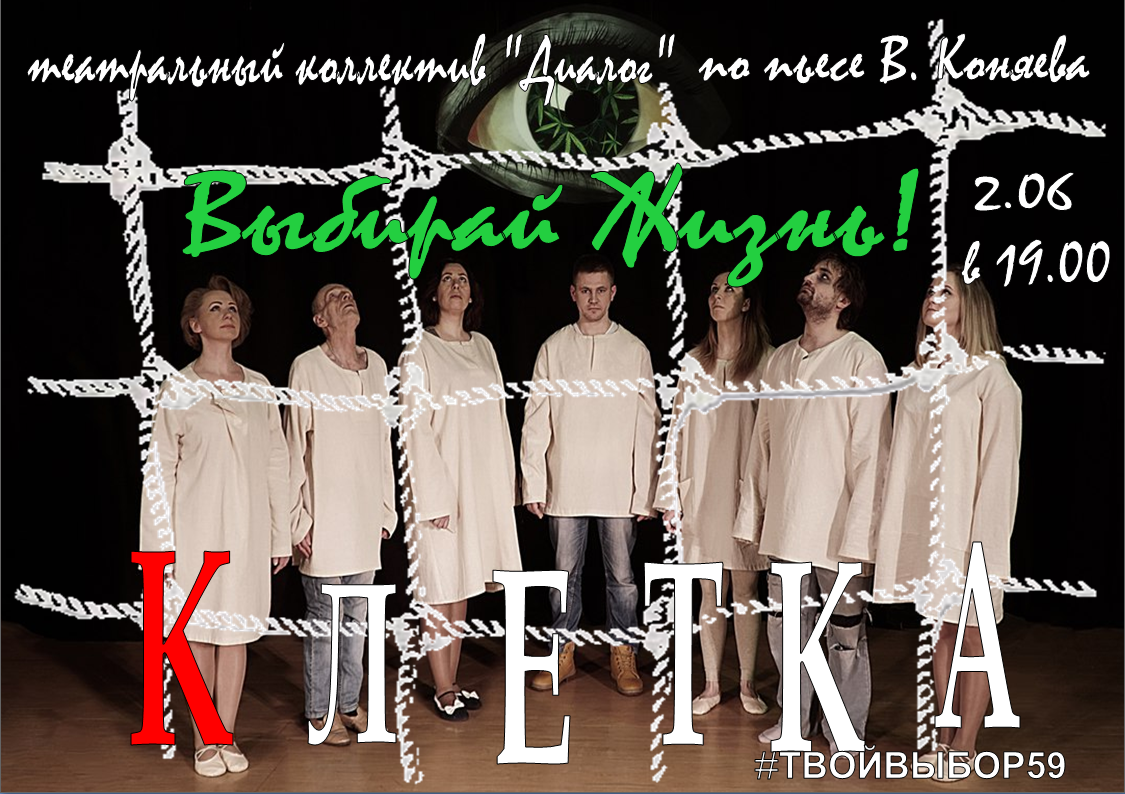 театральный коллектив "Диалог" по пьесе В. Коняева
Выбирай Жизнь!
2.06
в 19.00
КЛЕТКА
#ТВОЙВЫБОР59